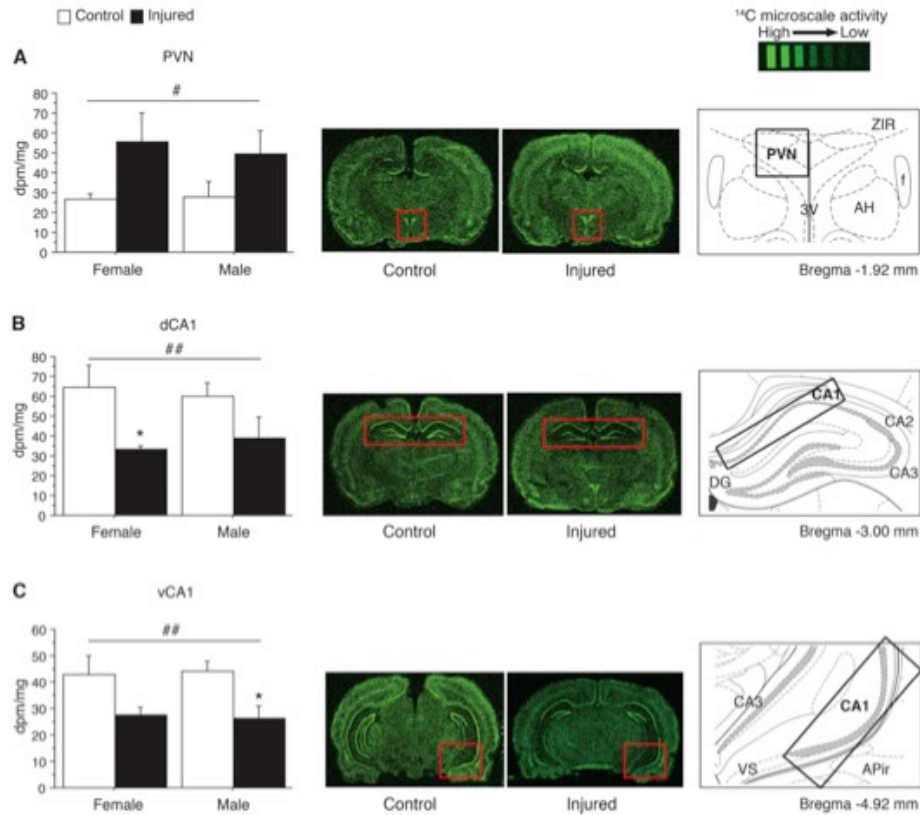 Control Injured
14C microscale activity
High Low
A
PVN
#
dpm/mg
80
70
60
50
40
30
20
10
0
Female Male
Control Injured
PVN
ZIR
3V
AH
f
Bregma -1.92 mm
B
dCA1
##
*
dpm/mg
80
70
60
50
40
30
20
10
0
Female Male
Control Injured
CA1
CA2
CA3
DG
Bregma -3.00 mm
C
vCA1
##
*
dpm/mg
60
50
40
30
20
10
0
Female Male
Control Injured
CA3
CA1
VS
APir
Bregma -4.92 mm